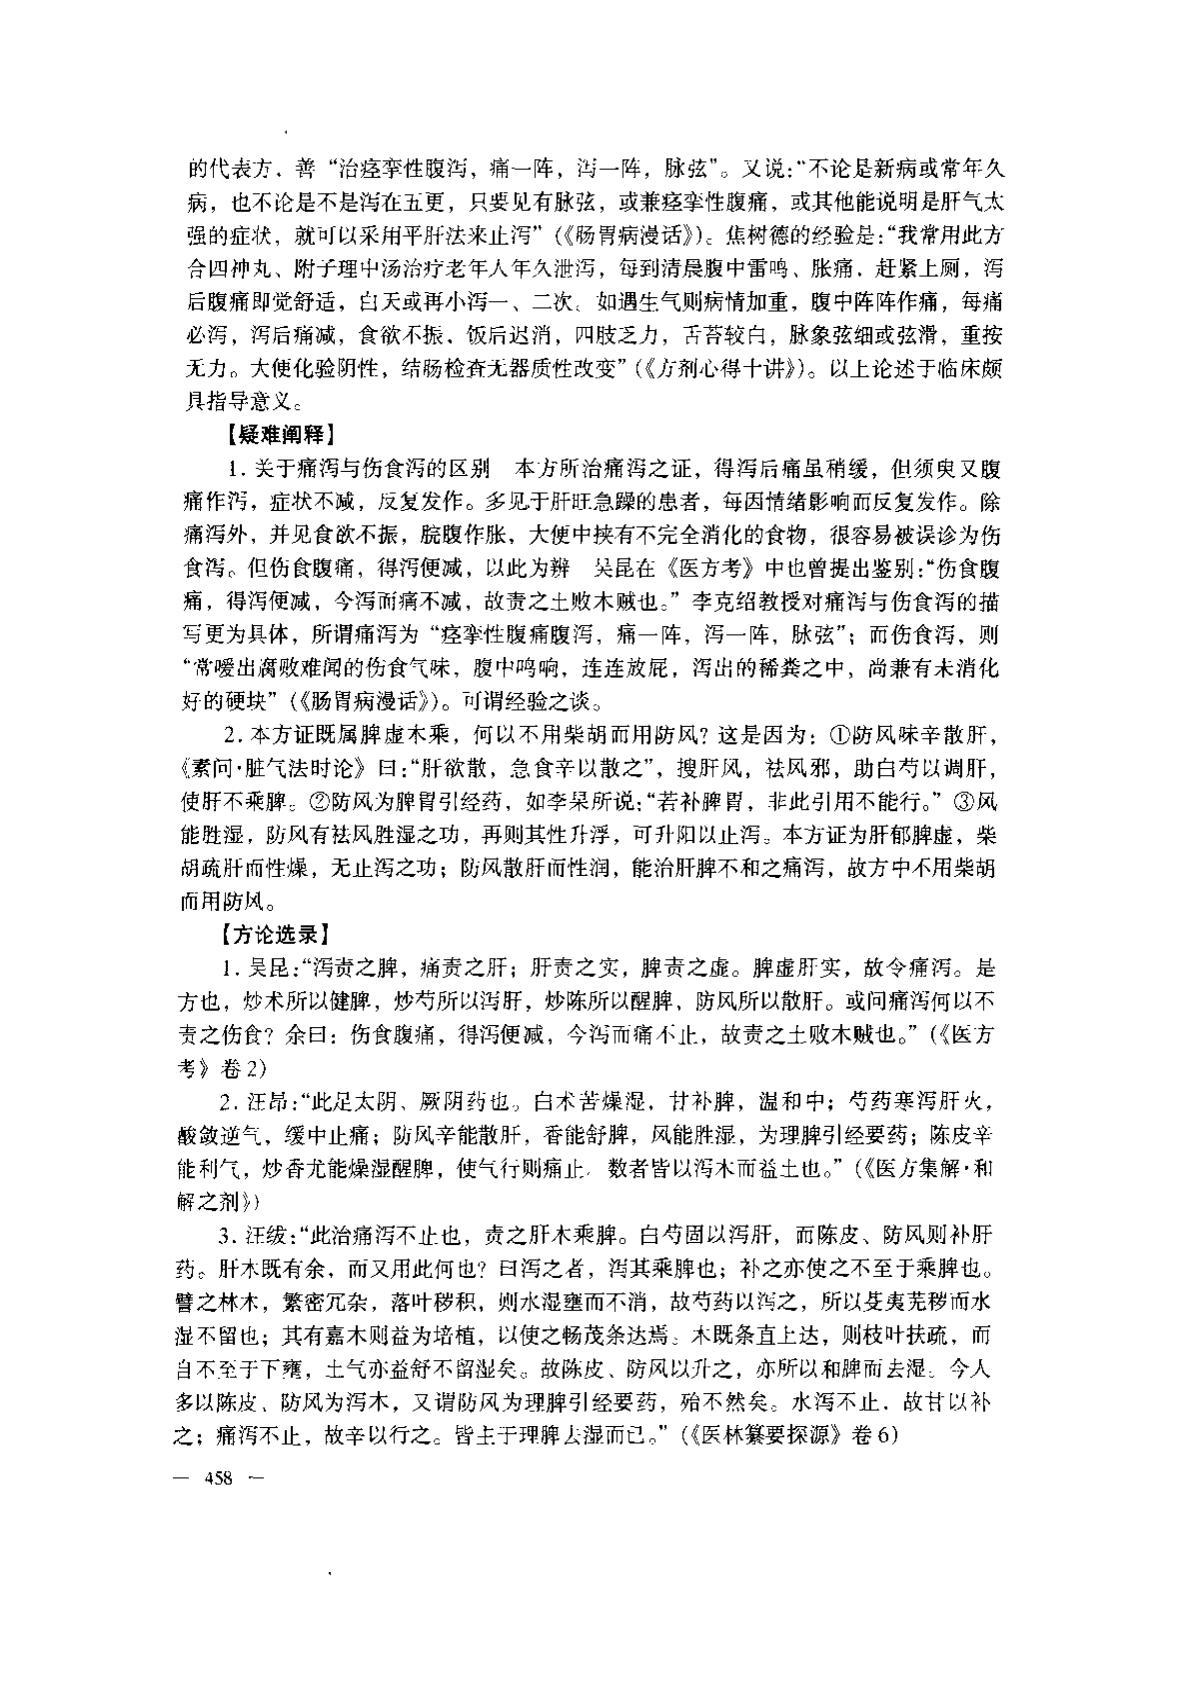 的代表方，善“治痉挛性腹泻，痛一阵，泻一阵，脉弦”。又说：“不论是新病或常年久
病，也不论是不是泻在五更，只要见有脉弦，或兼痉挛性腹痛，或其他能说明是肝气太
强的症状，就可以采用平肝法来止泻”（《肠胃病漫话》）。焦树德的经验是：“我常用此方
合四神丸、附子理中汤治疗老年人年久泄泻，每到清晨腹中雷鸣、胀痛，赶紧上厕，泻
后腹痛即觉舒适，白天或再小泻一、二次。如遇生气则病情加重，腹中阵阵作痛，每痛
必泻，泻后痛减，食欲不振、饭后迟消，四肢乏力，舌苔较白，脉象弦细或弦滑，重按
无力。大便化验阴性，结肠检查无器质性改变”（《方剂心得十讲》）。以上论述于临床颇
具指导意义。
【疑难阐释】
1. 关于痛泻与伤食泻的区别　本方所治痛泻之证，得泻后痛虽稍缓，但须臾又腹
痛作泻，症状不减，反复发作。多见于肝旺急躁的患者，每因情绪影响而反复发作。除
痛泻外，并见食欲不振，脘腹作胀，大便中挟有不完全消化的食物，很容易被误诊为伤
食泻。但伤食腹痛，得泻便减，以此为辨　吴昆在《医方考》中也曾提出鉴别：“伤食腹
痛，得泻便减，今泻而痛不减，故责之土败木贼也。”李克绍教授对痛泻与伤食泻的描
写更为具体，所谓痛泻为“痉挛性腹痛腹泻，痛一阵，泻一阵，脉弦”；而伤食泻，则
“常嗳出腐败难闻的伤食气味，腹中鸣响，连连放屁，泻出的稀粪之中，尚兼有未消化
好的硬块”（《肠胃病漫话》）。可谓经验之谈。
2. 本方证既属脾虚木乘，何以不用柴胡而用防风？这是因为：①防风味辛散肝，
《素问·脏气法时论》曰：“肝欲散，急食辛以散之”，搜肝风，祛风邪，助白芍以调肝，
使肝不乘脾。②防风为脾胃引经药，如李杲所说：“若补脾胃，非此引用不能行。”③风
能胜湿，防风有祛风胜湿之功，再则其性升浮，可升阳以止泻。本方证为肝郁脾虚，柴
胡疏肝而性燥，无止泻之功；防风散肝而性润，能治肝脾不和之痛泻，故方中不用柴胡
而用防风。
【方论选录】
1. 吴昆：“泻责之脾，痛责之肝；肝责之实，脾责之虚。脾虚肝实，故令痛泻。是
方也，炒术所以健脾，炒芍所以泻肝，炒陈所以醒脾，防风所以散肝。或问痛泻何以不
责之伤食？余曰：伤食腹痛，得泻便减，今泻而痛不止，故责之土败木贼也。”（《医方
考》卷 2）
2. 汪昂：“此足太阴、厥阴药也。白术苦燥湿，甘补脾，温和中；芍药寒泻肝火，
酸敛逆气，缓中止痛；防风辛能散肝，香能舒脾，风能胜湿，为理脾引经要药；陈皮辛
能利气，炒香尤能燥湿醒脾，使气行则痛止。数者皆以泻木而益土也。”（《医方集解·和
解之剂》）
3. 汪绂：“此治痛泻不止也，责之肝木乘脾。白芍固以泻肝，而陈皮、防风则补肝
药。肝木既有余，而又用此何也？曰泻之者，泻其乘脾也；补之亦使之不至于乘脾也。
譬之林木，繁密冗杂，落叶秽积，则水湿壅而不消，故芍药以泻之，所以芟夷芜秽而水
湿不留也；其有嘉木则益为培植，以使之畅茂条达焉。木既条直上达，则枝叶扶疏，而
自不至于下壅，土气亦益舒不留湿矣。故陈皮、防风以升之，亦所以和脾而去湿。今人
多以陈皮、防风为泻木，又谓防风为理脾引经要药，殆不然矣。水泻不止，故甘以补
之；痛泻不止，故辛以行之。皆主于理脾去湿而已。”（《医林纂要探源》卷 6）
— 458 —